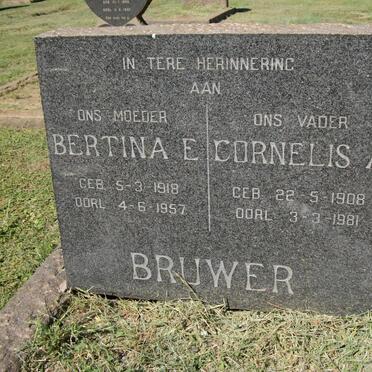 IN TERE HERINNERING
AAN
ONS MOEDER
BERTINA E
GEB. 5-3-1918
OORL. 4-6-1957
ONS VADER
CORNELIS A
GEB. 22-5-1908
OORL. 3-3-1981
BRUWER